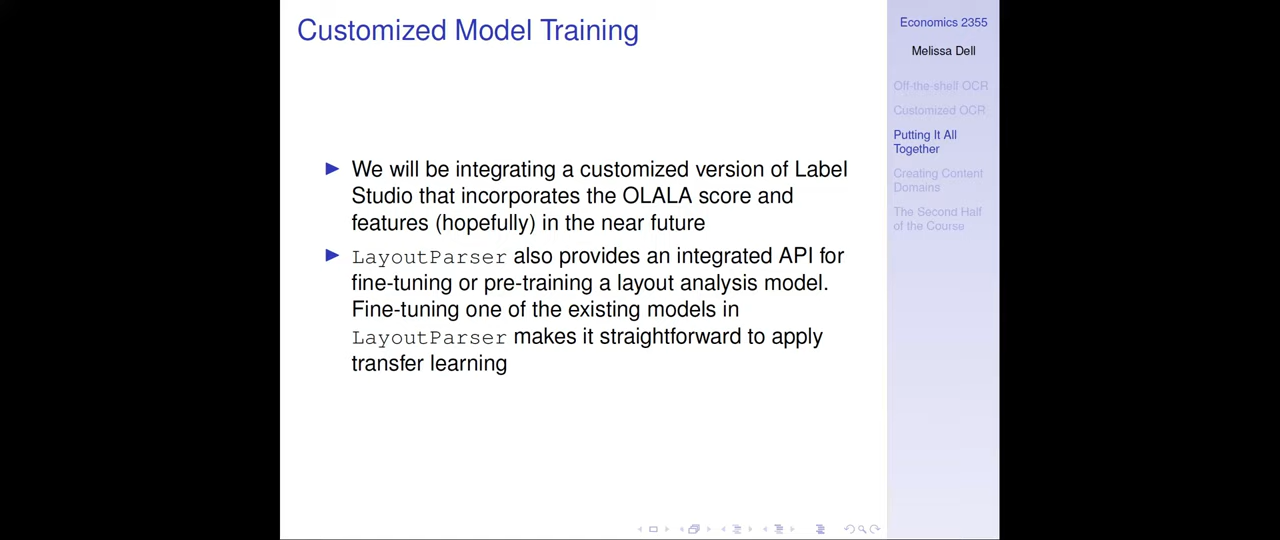 Customized Model Training
We will be integrating a customized version of Label
Studio that incorporates the OLALA score and
features (hopefully) in the near future
LayoutParser also provides an integrated API for
fine-tuning or pre-training a layout analysis model.
Fine-tuning one of the existing models in
LayoutParser makes it straightforward to apply
transfer learning
Economics 2355
Melissa Dell
Off-the-shelf OCR
Customized OCR
Putting It All
Together
Creating Content
Domains
The Second Half
of the Course